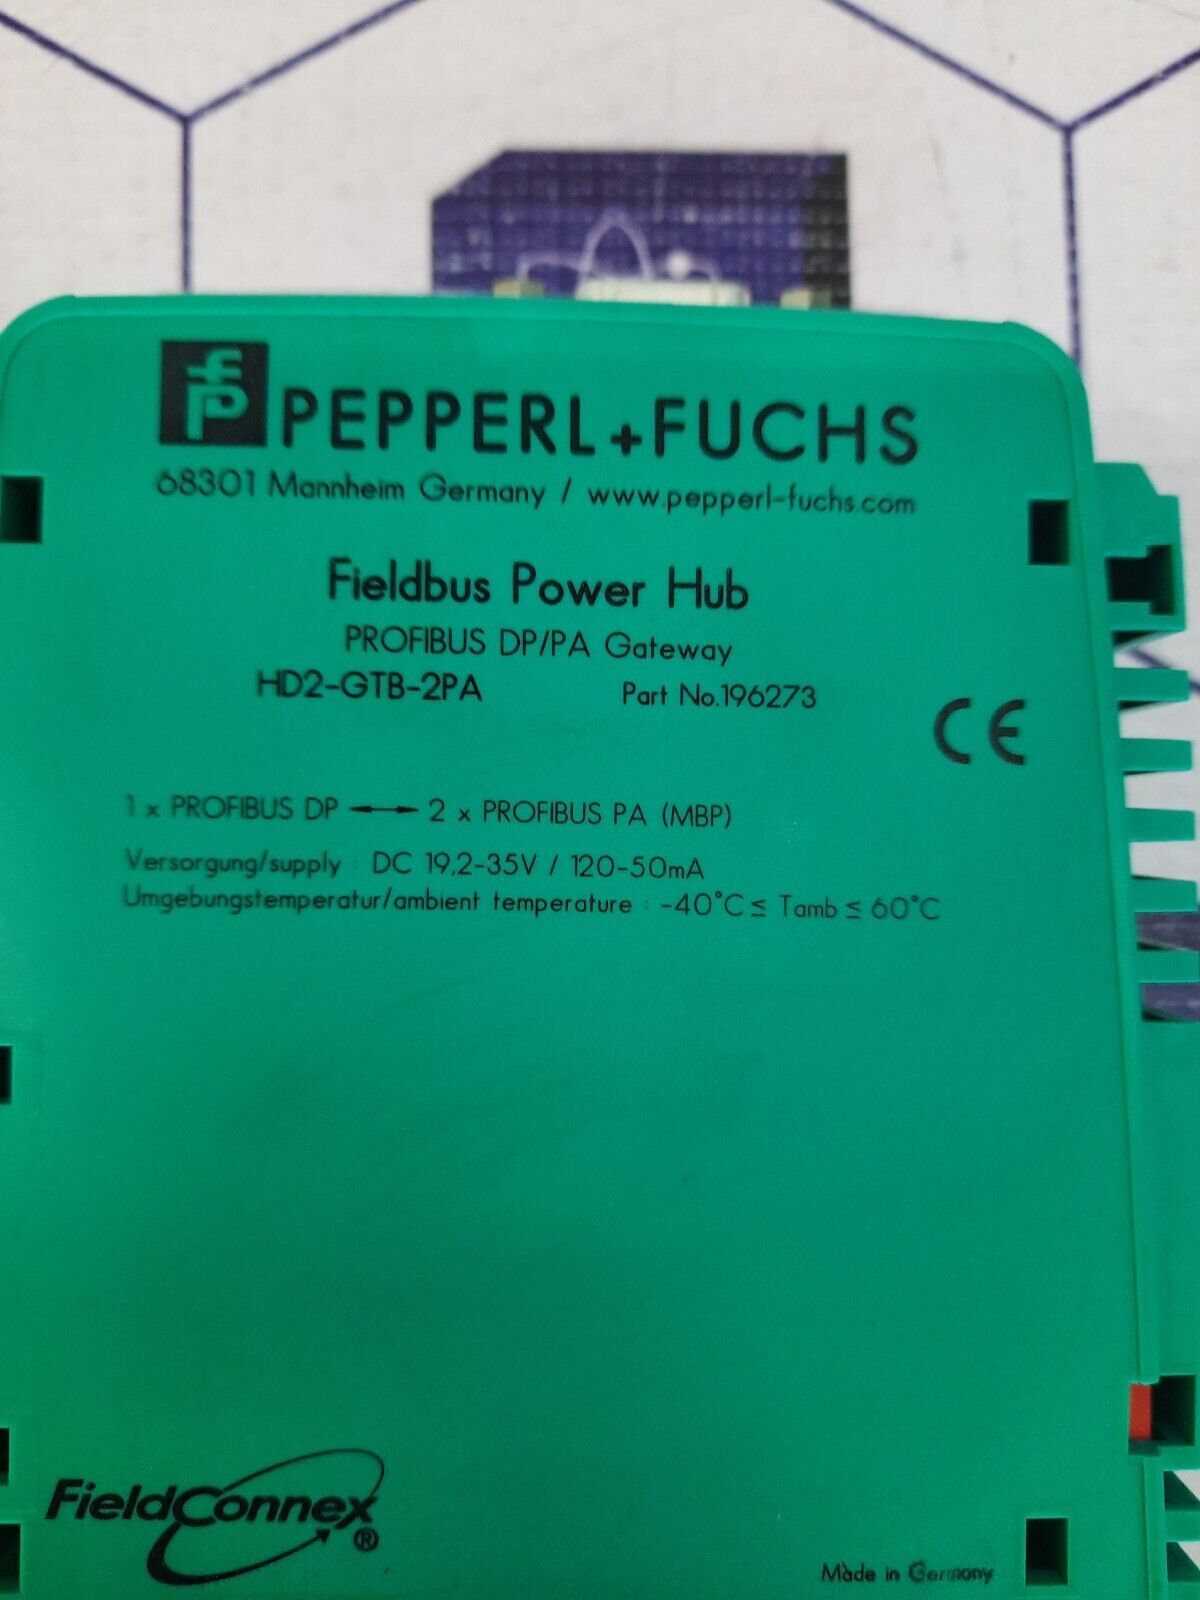 PEPPERL+FUCHS
68301 Mannheim Germany / www.pepperl-fuchs.com
Fieldbus Power Hub
PROFIBUS DP/PA Gateway
HD2-GTB-2PA Part No.196273
CE
1 x PROFIBUS DP ⟷ 2 x PROFIBUS PA (MBP)
Versorgung/supply : DC 19,2-35V / 120-50mA
Umgebungstemperatur/ambient temperature : -40°C ≤ Tamb ≤ 60°C
FieldConnex®
Made in Germany